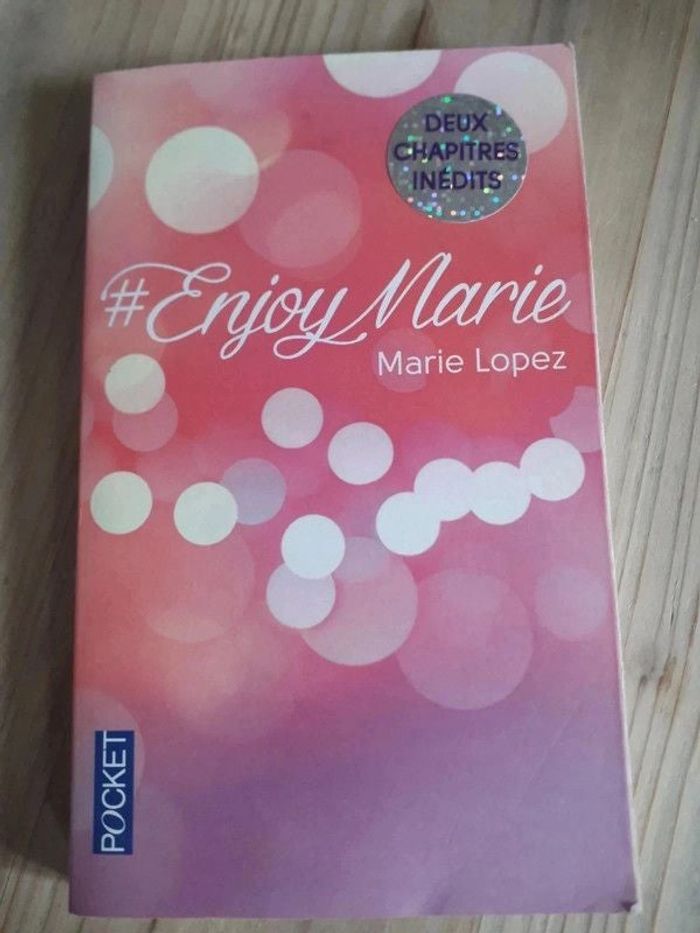 DEUX
CHAPITRES
INÉDITS
#EnjoyMarie
Marie Lopez
POCKET